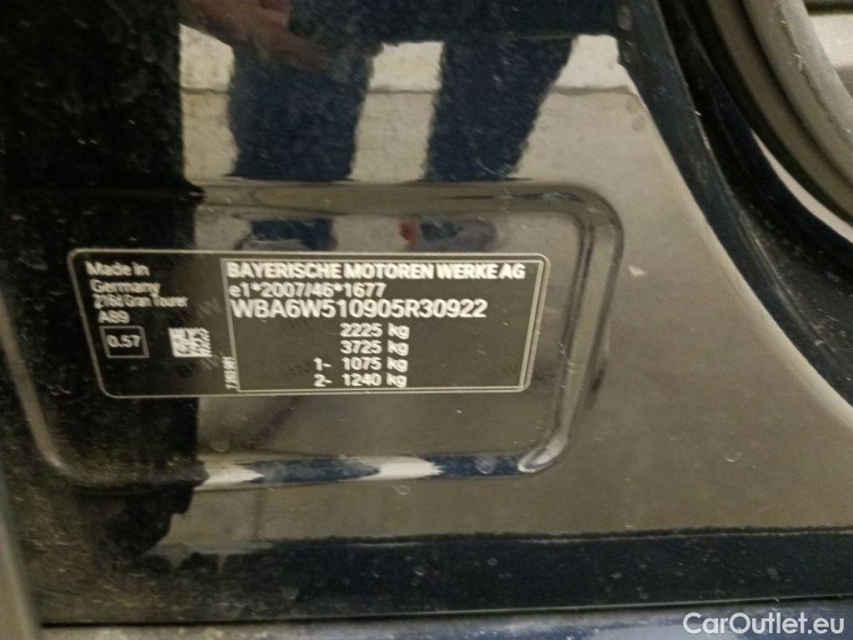 Made in
Germany
216d Gran Tourer
A89
0.57
BAYERISCHE MOTOREN WERKE AG
e1*2007/46*1677
WBA6W510905R30922
2225 kg
3725 kg
1- 1075 kg
2- 1240 kg
CarOutlet.eu